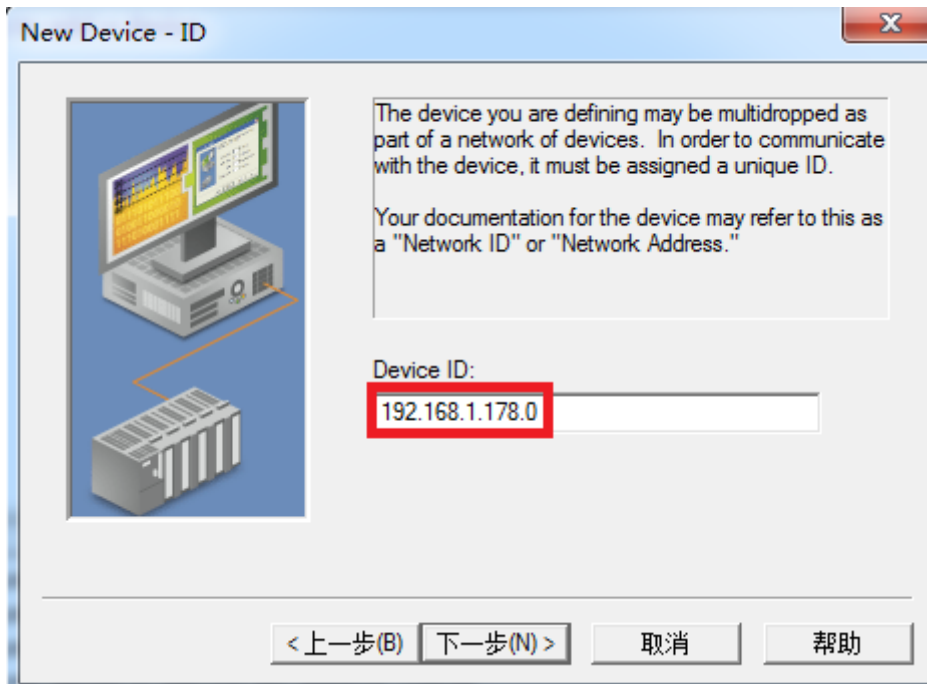 New Device - ID
The device you are defining may be multidropped as
part of a network of devices.  In order to communicate
with the device, it must be assigned a unique ID.
Your documentation for the device may refer to this as
a "Network ID" or "Network Address."
Device ID:
192.168.1.178.0
<上一步(B) 下一步(N)> 取消 帮助